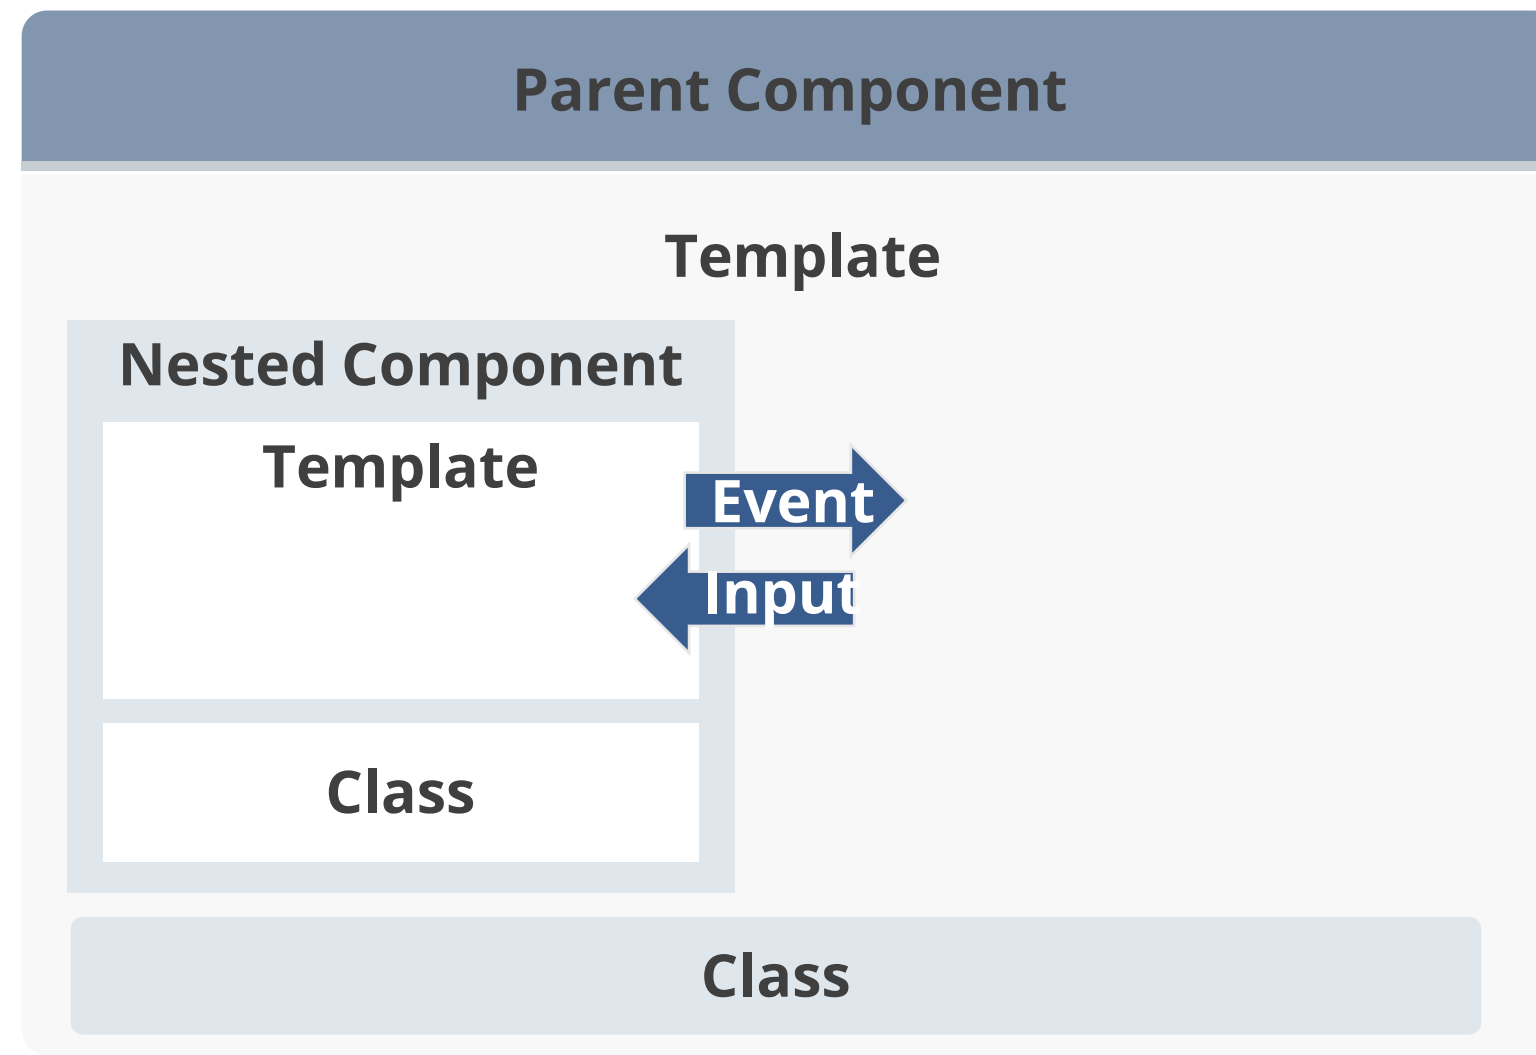 Parent Component
Template
Nested Component
Template
Event
Input
Class
Class